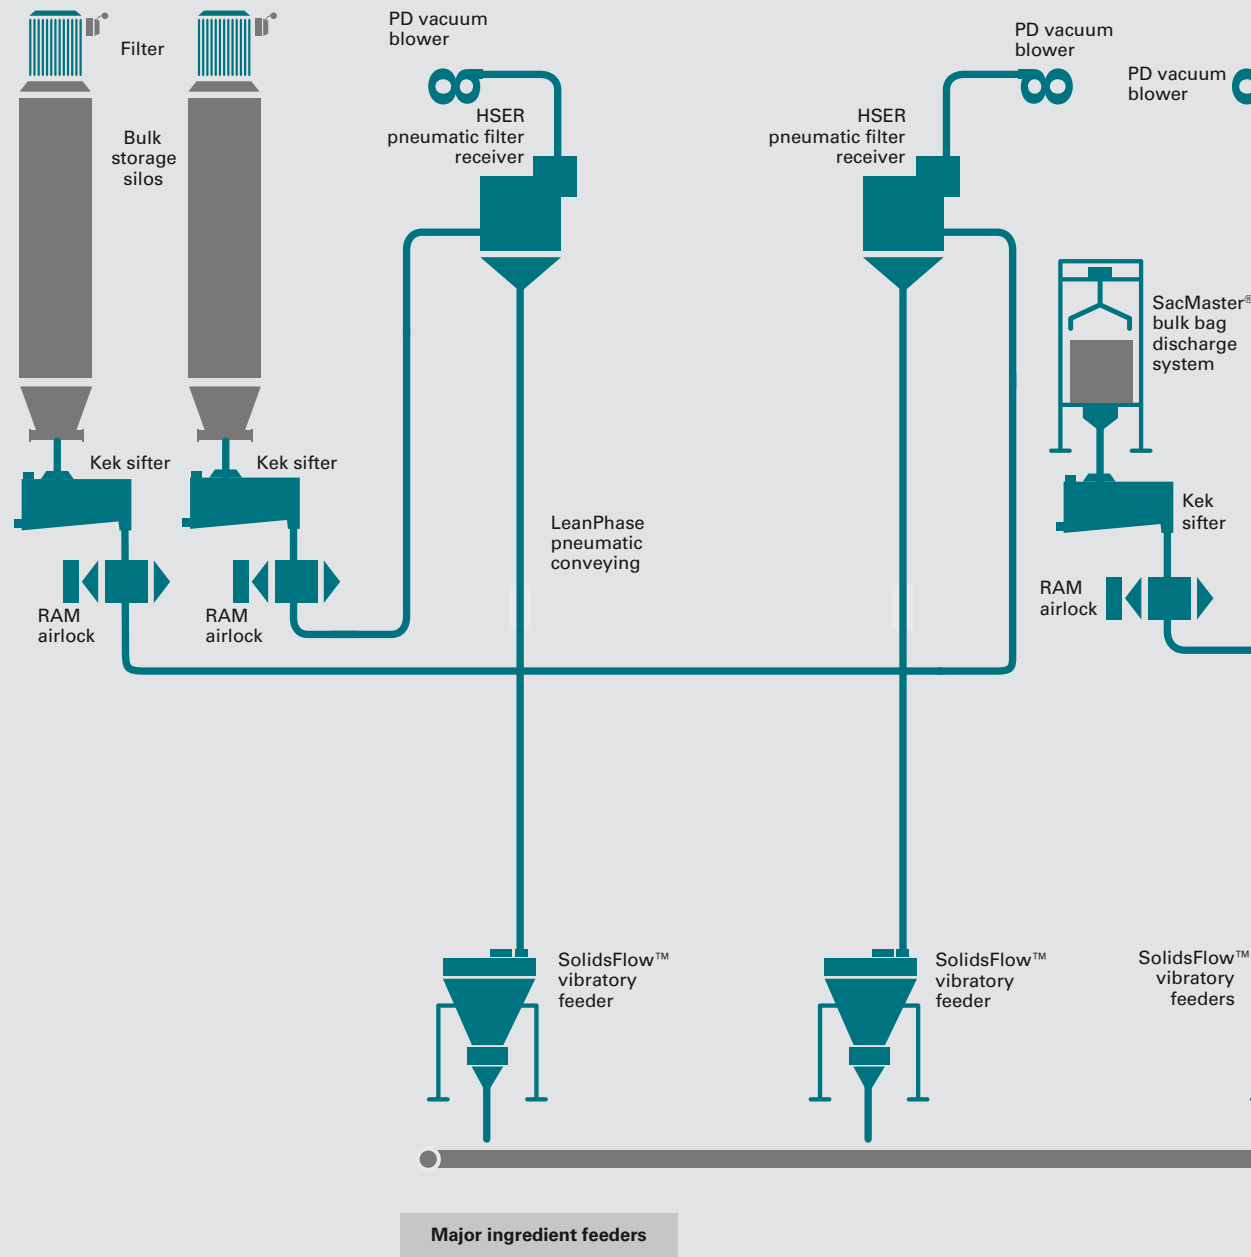 Filter
Bulk
storage
silos
PD vacuum
blower
HSER
pneumatic filter
receiver
HSER
pneumatic filter
receiver
PD vacuum
blower
PD vacuum
blower
SacMaster®
bulk bag
discharge
system
Kek sifter
Kek sifter
Kek
sifter
RAM
airlock
RAM
airlock
LeanPhase
pneumatic
conveying
RAM
airlock
SolidsFlow™
vibratory
feeder
SolidsFlow™
vibratory
feeder
SolidsFlow™
vibratory
feeders
Major ingredient feeders